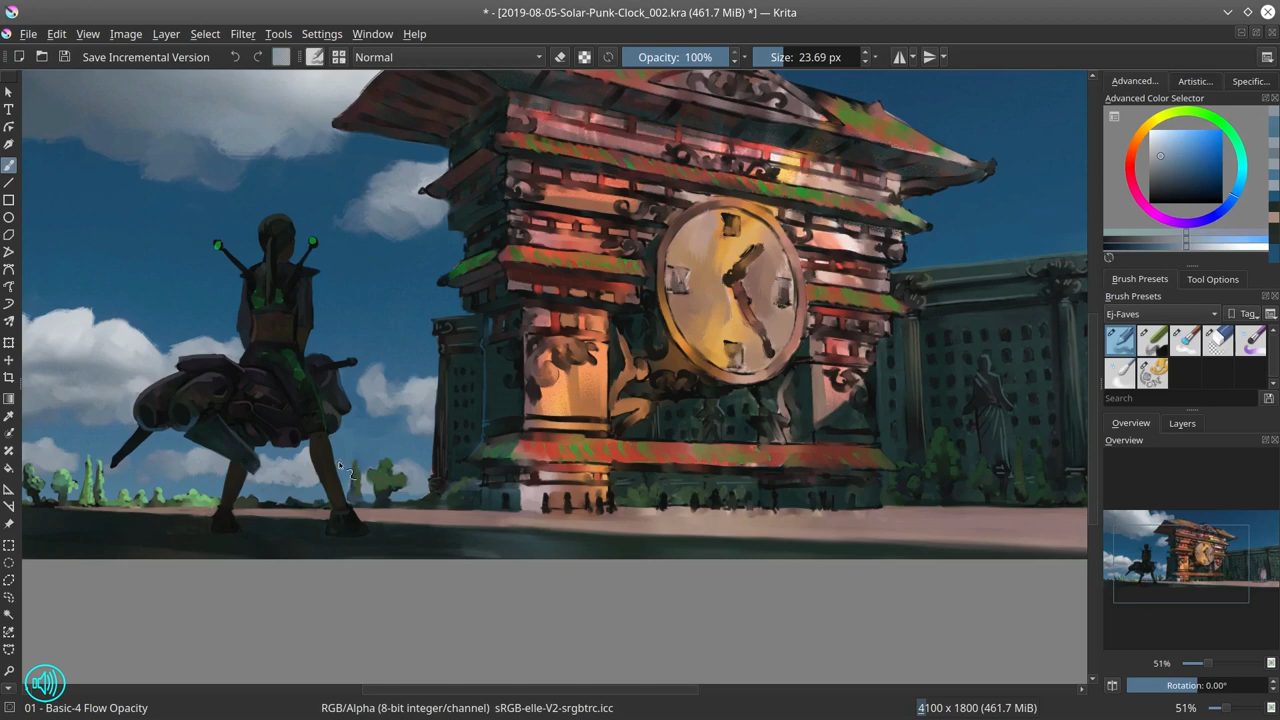 * - [2019-08-05-Solar-Punk-Clock_002.kra (461.7 MiB) *] — Krita
File Edit View Image Layer Select Filter Tools Settings Window Help
Save Incremental Version Normal Opacity: 100% Size: 23.69 px
Advanced... Artistic... Specific...
Advanced Color Selector
Brush Presets Tool Options
Brush Presets
Ej-Faves Tag
Search
Overview Layers
Overview
51%
Rotation: 0.00°
01 - Basic-4 Flow Opacity RGB/Alpha (8-bit integer/channel) sRGB-elle-V2-srgbtrc.icc 4100 x 1800 (461.7 MiB) 51%